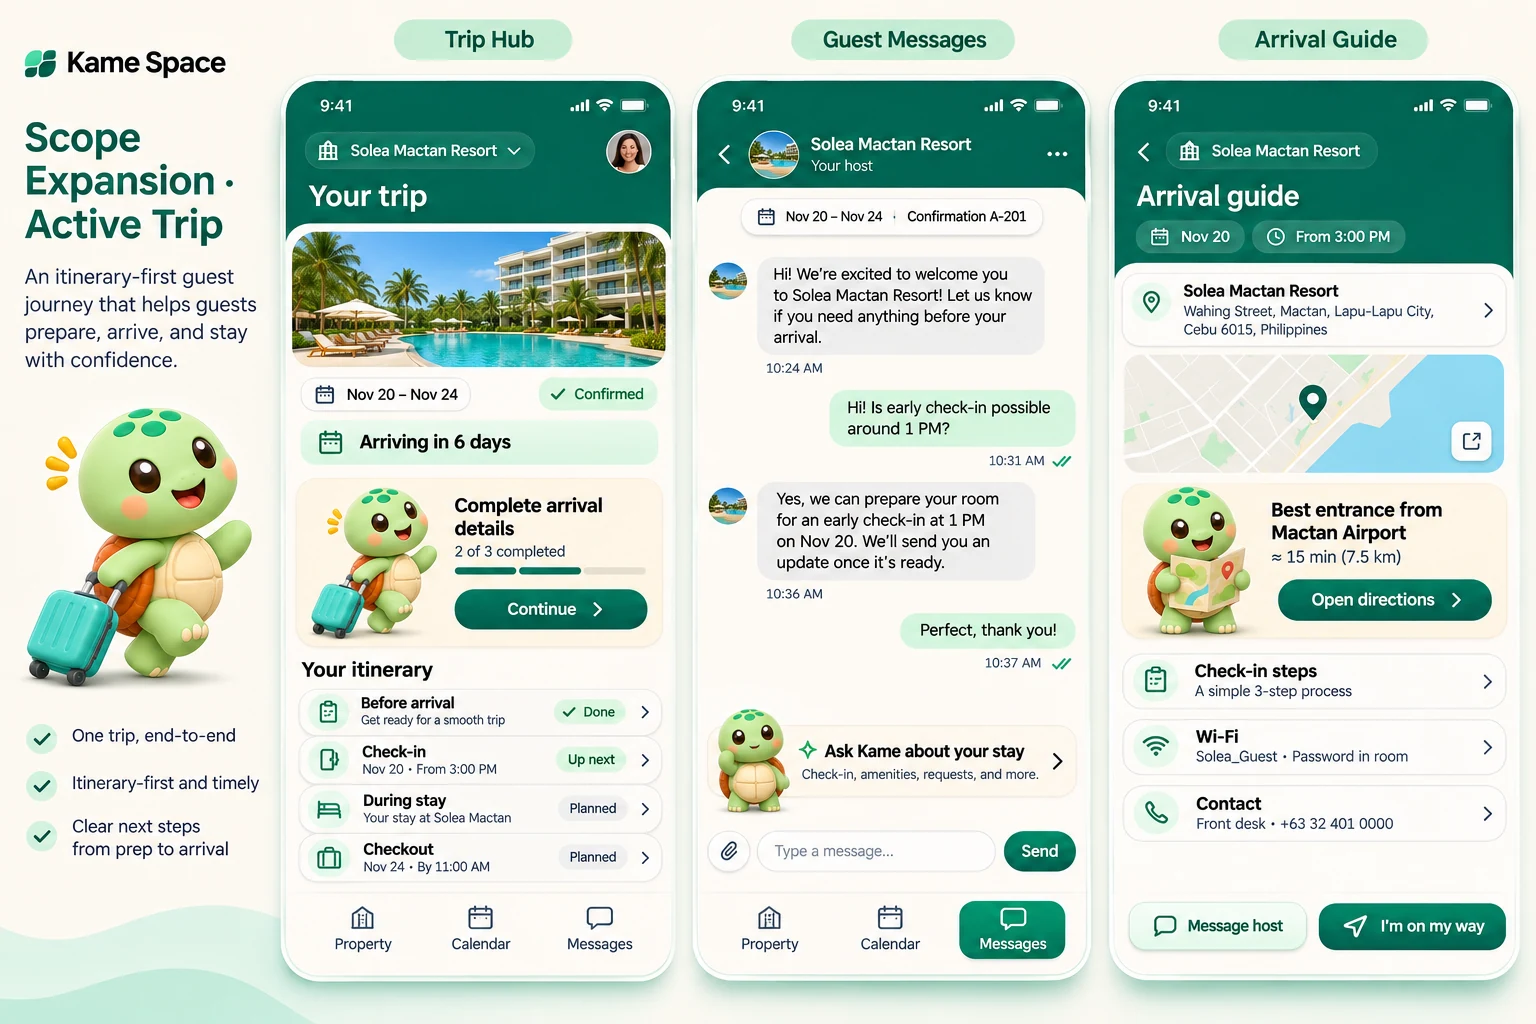 Kame Space
Scope
Expansion ·
Active Trip
An itinerary-first guest
journey that helps guests
prepare, arrive, and stay
with confidence.
One trip, end-to-end
Itinerary-first and timely
Clear next steps
from prep to arrival
Trip Hub
9:41
Solea Mactan Resort
Your trip
Nov 20 – Nov 24
Confirmed
Arriving in 6 days
Complete arrival
details
2 of 3 completed
Continue
Your itinerary
Before arrival
Get ready for a smooth trip
Done
Check-in
Nov 20 • From 3:00 PM
Up next
During stay
Your stay at Solea Mactan
Planned
Checkout
Nov 24 • By 11:00 AM
Planned
Property
Calendar
Messages
Guest Messages
9:41
Solea Mactan Resort
Your host
Nov 20 – Nov 24 · Confirmation A-201
Hi! We’re excited to welcome you
to Solea Mactan Resort! Let us know
if you need anything before your
arrival.
10:24 AM
Hi! Is early check-in possible
around 1 PM?
10:31 AM
Yes, we can prepare your room
for an early check-in at 1 PM
on Nov 20. We’ll send you an
update once it’s ready.
10:36 AM
Perfect, thank you!
10:37 AM
Ask Kame about your stay
Check-in, amenities, requests, and more.
Type a message...
Send
Property
Calendar
Messages
Arrival Guide
9:41
Solea Mactan Resort
Arrival guide
Nov 20
From 3:00 PM
Solea Mactan Resort
Wahing Street, Mactan, Lapu-Lapu City,
Cebu 6015, Philippines
Best entrance from
Mactan Airport
≈ 15 min (7.5 km)
Open directions
Check-in steps
A simple 3-step process
Wi-Fi
Solea_Guest • Password in room
Contact
Front desk • +63 32 401 0000
Message host
I'm on my way